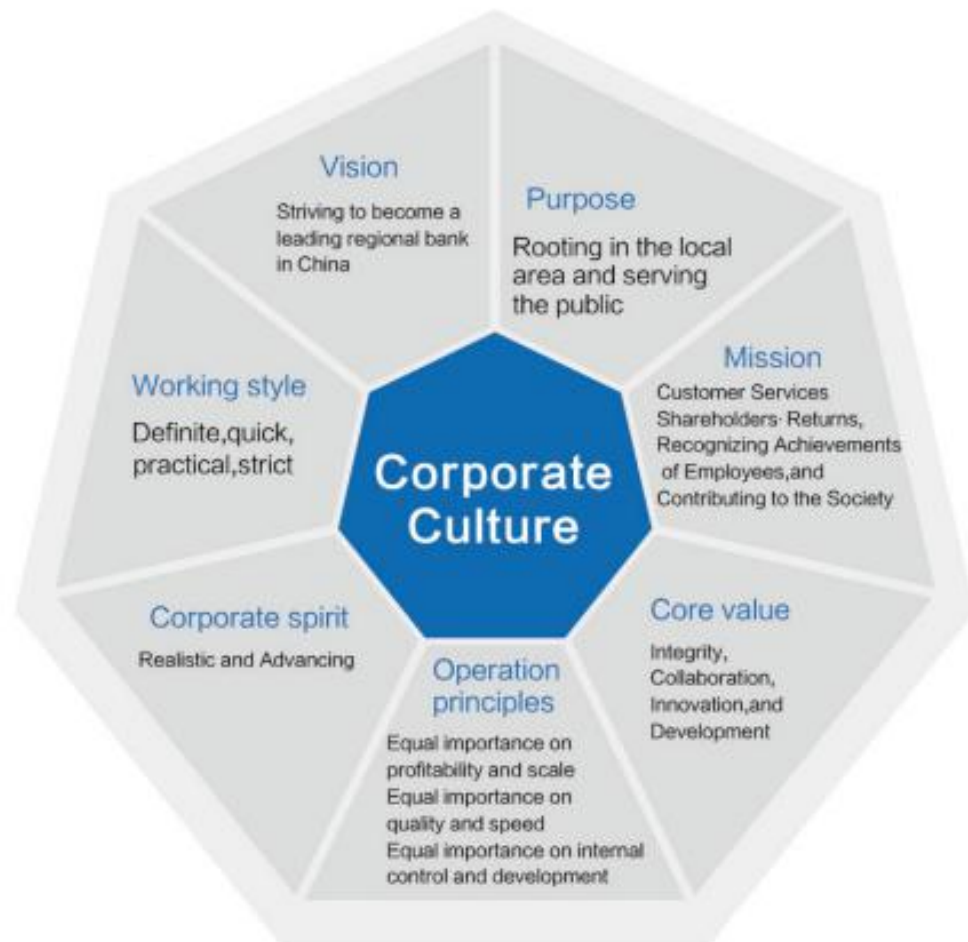 Vision
Striving to become a
leading regional bank
in China
Purpose
Rooting in the local
area and serving
the public
Mission
Customer Services
Shareholders· Returns,
Recognizing Achievements
of Employees,and
Contributing to the Society
Core value
Integrity,
Collaboration,
Innovation,and
Development
Operation
principles
Equal importance on
profitability and scale
Equal importance on
quality and speed
Equal importance on internal
control and development
Corporate spirit
Realistic and Advancing
Working style
Definite,quick,
practical,strict
Corporate
Culture